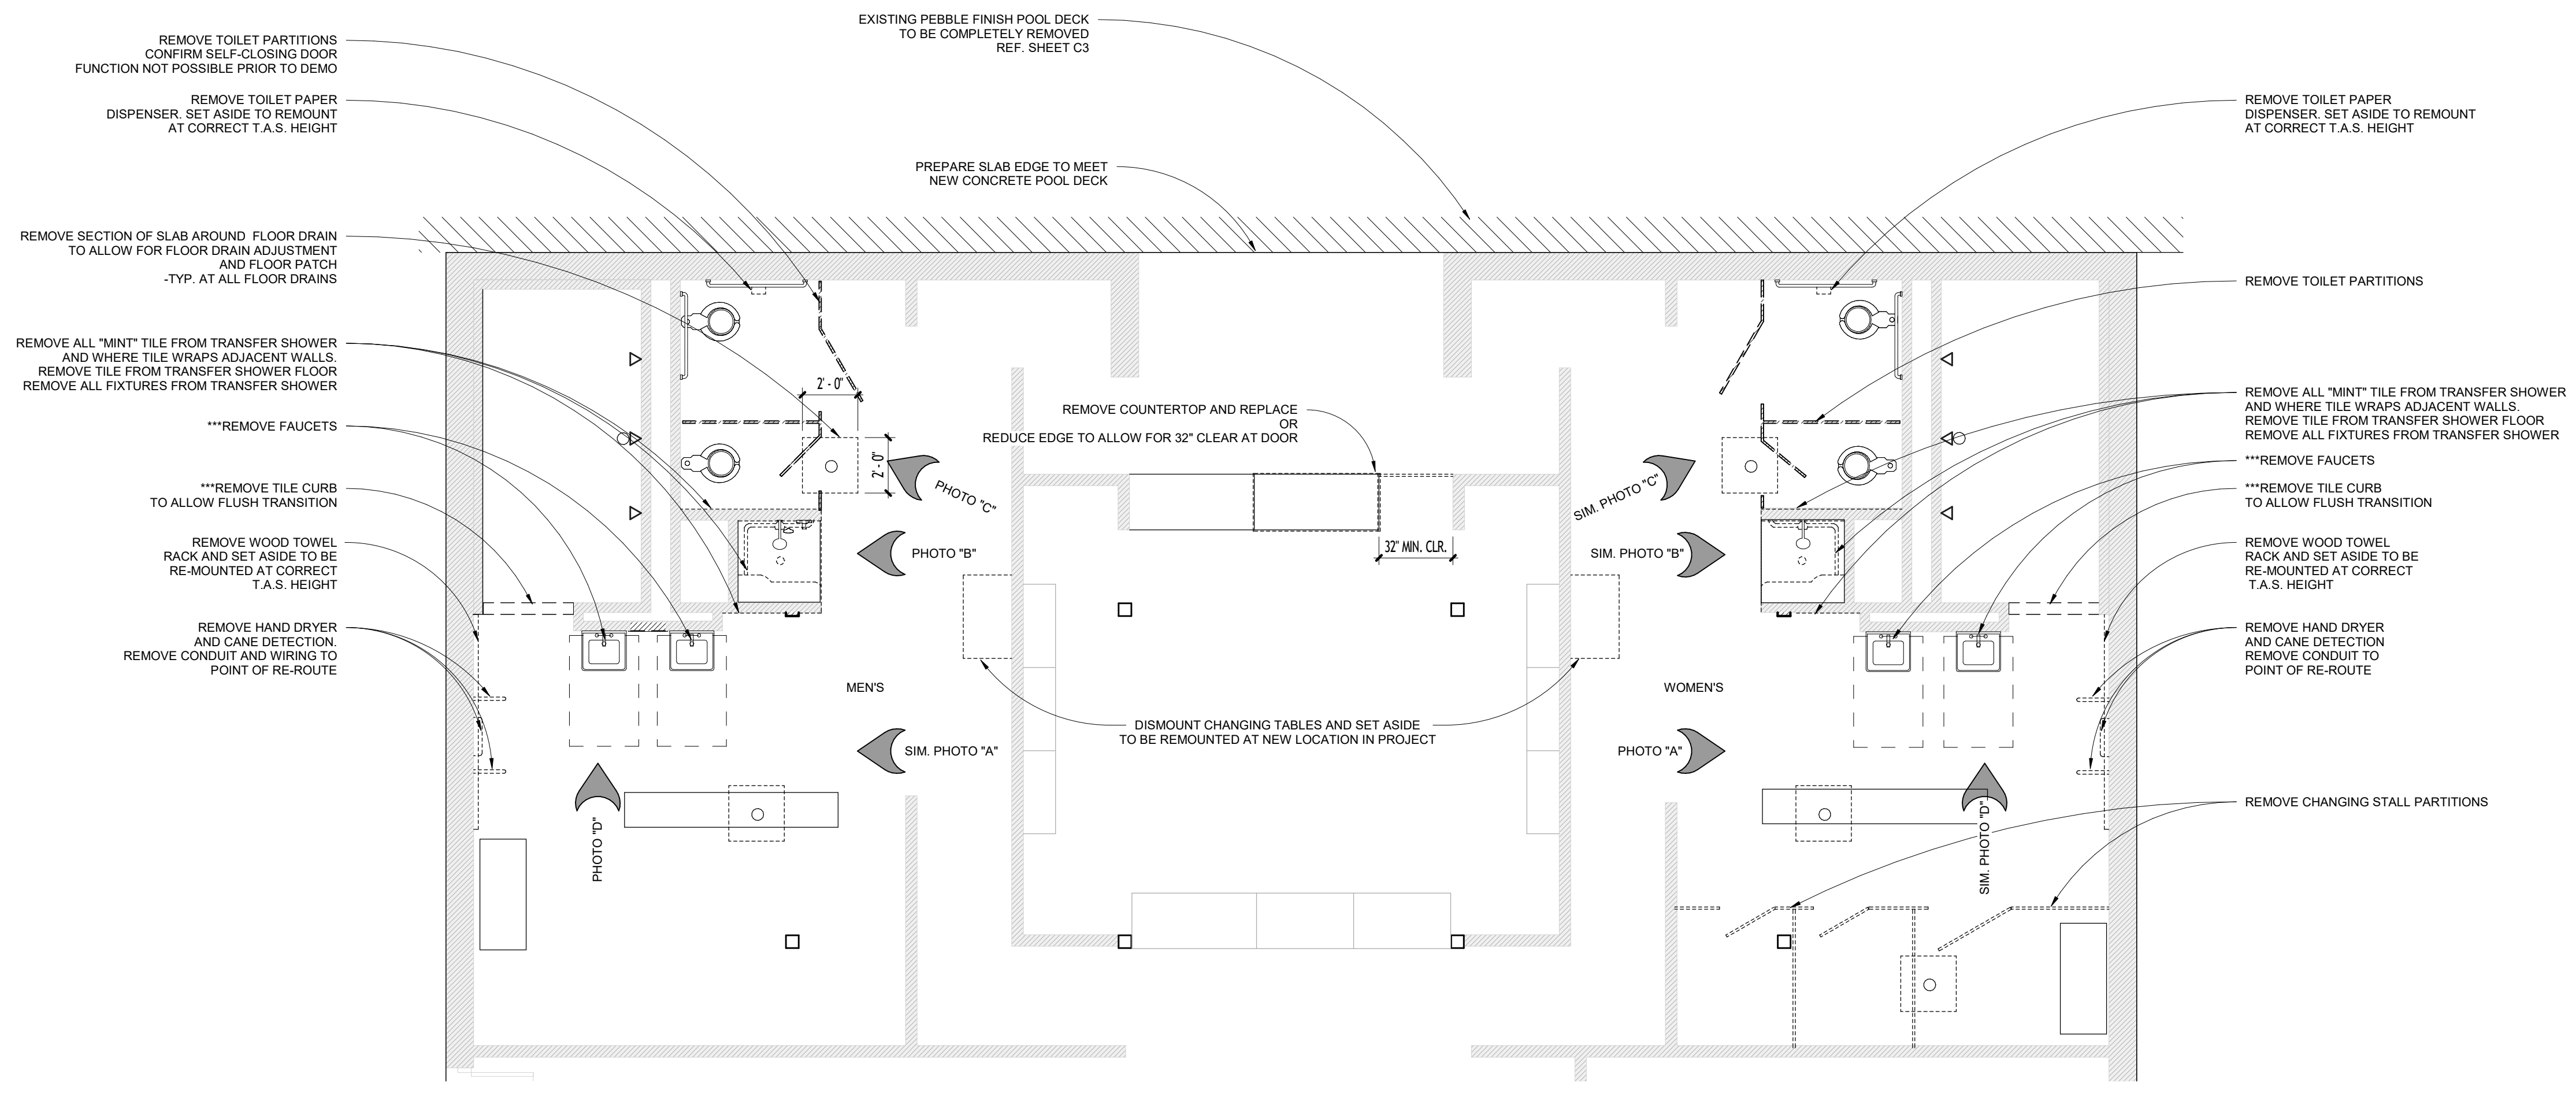 EXISTING PEBBLE FINISH POOL DECK
TO BE COMPLETELY REMOVED
REF. SHEET C3
REMOVE TOILET PARTITIONS
CONFIRM SELF-CLOSING DOOR
FUNCTION NOT POSSIBLE PRIOR TO DEMO
REMOVE TOILET PAPER
DISPENSER. SET ASIDE TO REMOUNT
AT CORRECT T.A.S. HEIGHT
PREPARE SLAB EDGE TO MEET
NEW CONCRETE POOL DECK
REMOVE SECTION OF SLAB AROUND FLOOR DRAIN
TO ALLOW FOR FLOOR DRAIN ADJUSTMENT
AND FLOOR PATCH
-TYP. AT ALL FLOOR DRAINS
REMOVE ALL "MINT" TILE FROM TRANSFER SHOWER
AND WHERE TILE WRAPS ADJACENT WALLS.
REMOVE TILE FROM TRANSFER SHOWER FLOOR
REMOVE ALL FIXTURES FROM TRANSFER SHOWER
***REMOVE FAUCETS
***REMOVE TILE CURB
TO ALLOW FLUSH TRANSITION
REMOVE WOOD TOWEL
RACK AND SET ASIDE TO BE
RE-MOUNTED AT CORRECT
T.A.S. HEIGHT
REMOVE HAND DRYER
AND CANE DETECTION.
REMOVE CONDUIT AND WIRING TO
POINT OF RE-ROUTE
2' - 0"
2' - 0"
PHOTO "C"
PHOTO "B"
MEN'S
SIM. PHOTO "A"
PHOTO "D"
REMOVE COUNTERTOP AND REPLACE
OR
REDUCE EDGE TO ALLOW FOR 32" CLEAR AT DOOR
32" MIN. CLR.
DISMOUNT CHANGING TABLES AND SET ASIDE
TO BE REMOUNTED AT NEW LOCATION IN PROJECT
SIM. PHOTO "C"
SIM. PHOTO "B"
WOMEN'S
PHOTO "A"
SIM. PHOTO "D"
REMOVE TOILET PAPER
DISPENSER. SET ASIDE TO REMOUNT
AT CORRECT T.A.S. HEIGHT
REMOVE TOILET PARTITIONS
REMOVE ALL "MINT" TILE FROM TRANSFER SHOWER
AND WHERE TILE WRAPS ADJACENT WALLS.
REMOVE TILE FROM TRANSFER SHOWER FLOOR
REMOVE ALL FIXTURES FROM TRANSFER SHOWER
***REMOVE FAUCETS
***REMOVE TILE CURB
TO ALLOW FLUSH TRANSITION
REMOVE WOOD TOWEL
RACK AND SET ASIDE TO BE
RE-MOUNTED AT CORRECT
T.A.S. HEIGHT
REMOVE HAND DRYER
AND CANE DETECTION
REMOVE CONDUIT TO
POINT OF RE-ROUTE
REMOVE CHANGING STALL PARTITIONS